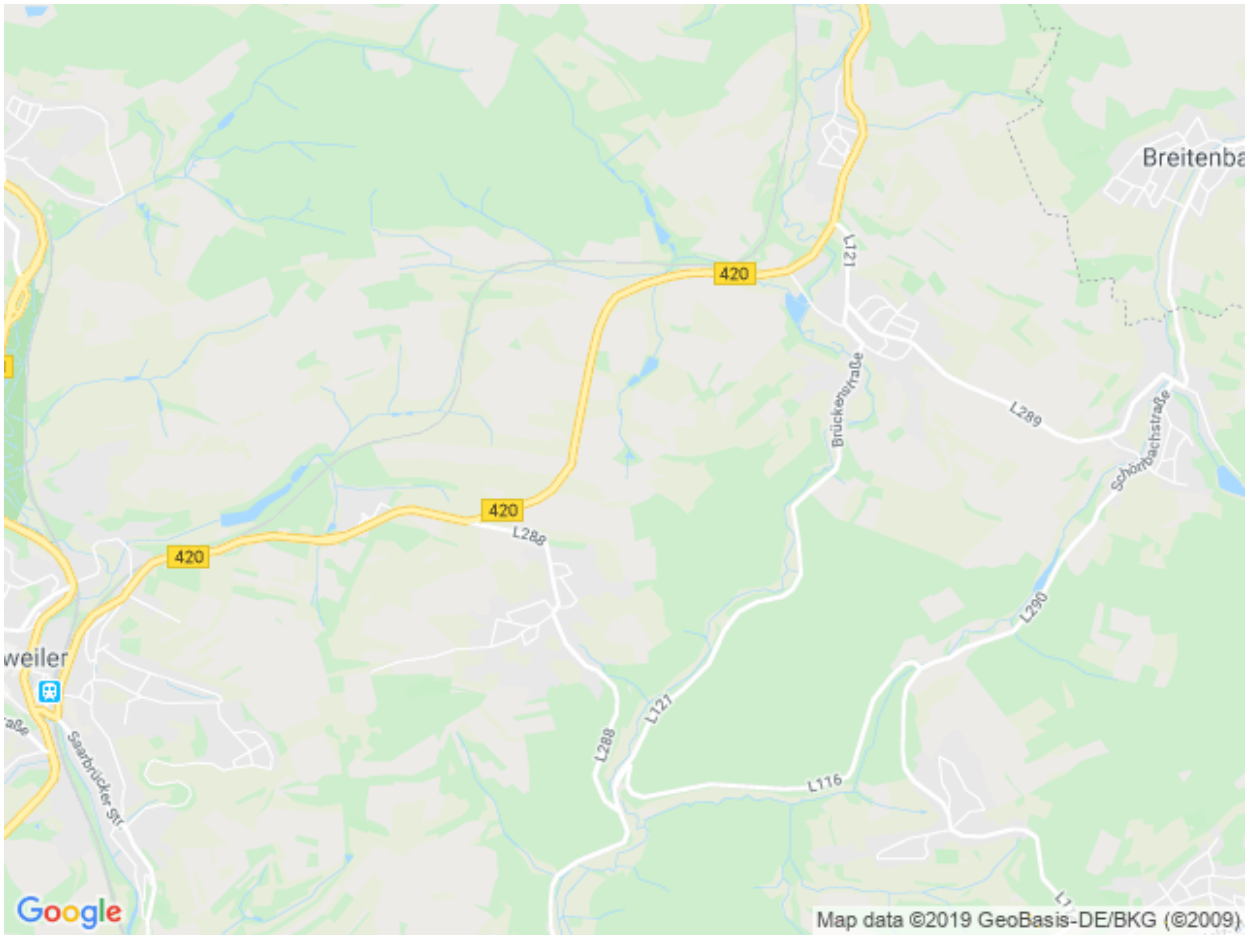 Breitenba
L121
420
Brückenstraße
L289
Schönbachstraße
420
L288
420
L290
weiler
L121
raße
Saarbrücker Str.
L288
L116
Google
Map data ©2019 GeoBasis-DE/BKG (©2009)